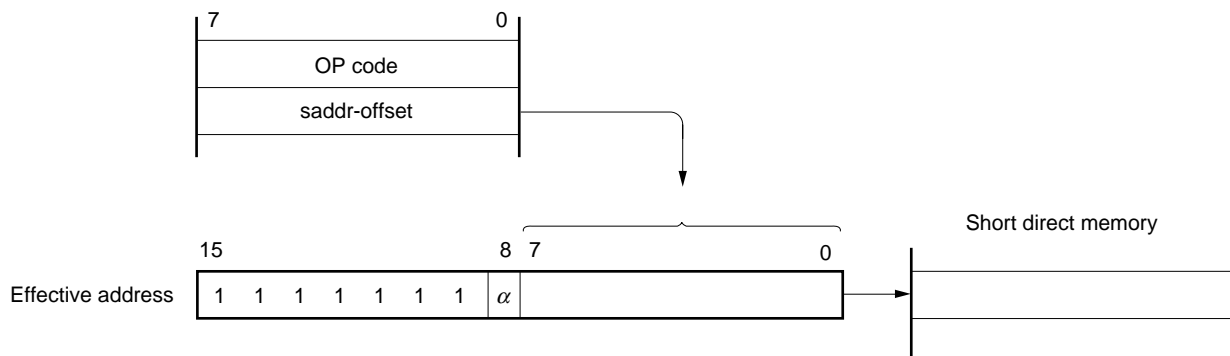 7 0
OP code
saddr-offset
Short direct memory
15 8 7 0
Effective address 1 1 1 1 1 1 1 α